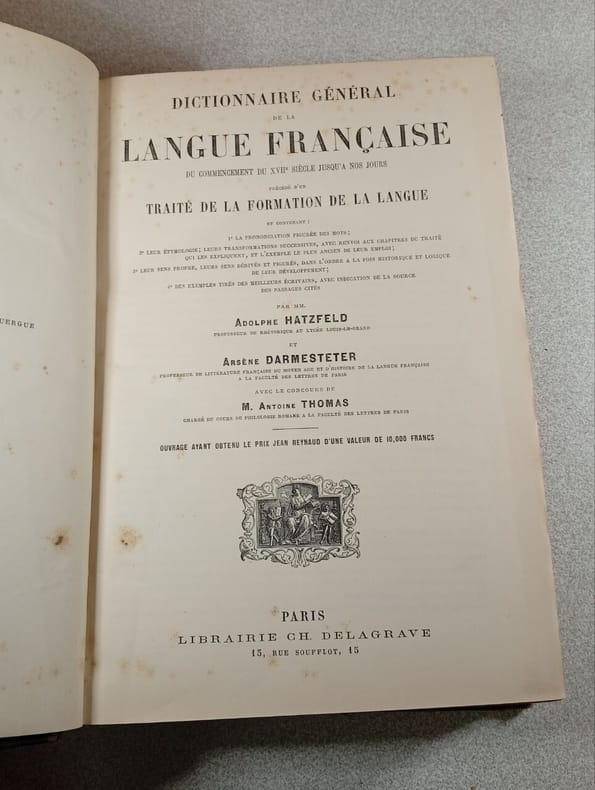 UERGUE
DICTIONNAIRE GÉNÉRAL
DE LA
LANGUE FRANÇAISE
DU COMMENCEMENT DU XVIIe SIÈCLE JUSQU'A NOS JOURS
PRÉCÉDÉ D'UN
TRAITÉ DE LA FORMATION DE LA LANGUE
ET CONTENANT :
1º LA PRONONCIATION FIGURÉE DES MOTS ;
2º LEUR ÉTYMOLOGIE ; LEURS TRANSFORMATIONS SUCCESSIVES, AVEC RENVOI AUX CHAPITRES DU TRAITÉ
QUI LES EXPLIQUENT, ET L'EXEMPLE LE PLUS ANCIEN DE LEUR EMPLOI ;
3º LEUR SENS PROPRE, LEURS SENS DÉRIVÉS ET FIGURÉS, DANS L'ORDRE A LA FOIS HISTORIQUE ET LOGIQUE
DE LEUR DÉVELOPPEMENT ;
4º DES EXEMPLES TIRÉS DES MEILLEURS ÉCRIVAINS, AVEC INDICATION DE LA SOURCE
DES PASSAGES CITÉS
PAR MM.
ADOLPHE HATZFELD
PROFESSEUR DE RHÉTORIQUE AU LYCÉE LOUIS-LE-GRAND
ET
ARSÈNE DARMESTETER
PROFESSEUR DE LITTÉRATURE FRANÇAISE DU MOYEN AGE ET D'HISTOIRE DE LA LANGUE FRANÇAISE
A LA FACULTÉ DES LETTRES DE PARIS
AVEC LE CONCOURS DE
M. ANTOINE THOMAS
CHARGÉ DU COURS DE PHILOLOGIE ROMANE A LA FACULTÉ DES LETTRES DE PARIS
OUVRAGE AYANT OBTENU LE PRIX JEAN REYNAUD D'UNE VALEUR DE 10,000 FRANCS
PARIS
LIBRAIRIE CH. DELAGRAVE
15, RUE SOUFFLOT, 15